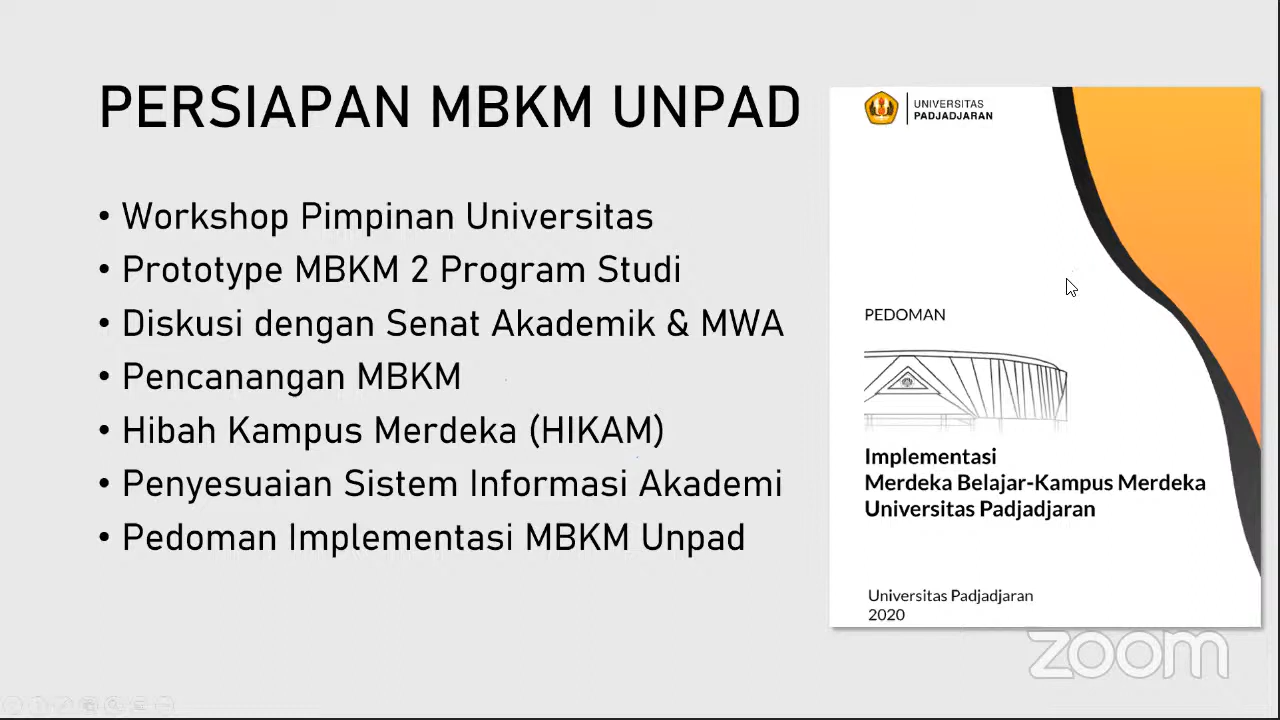 PERSIAPAN MBKM UNPAD
• Workshop Pimpinan Universitas
• Prototype MBKM 2 Program Studi
• Diskusi dengan Senat Akademik & MWA
• Pencanangan MBKM
• Hibah Kampus Merdeka (HIKAM)
• Penyesuaian Sistem Informasi Akademi
• Pedoman Implementasi MBKM Unpad
UNIVERSITAS
PADJADJARAN
PEDOMAN
Implementasi
Merdeka Belajar-Kampus Merdeka
Universitas Padjadjaran
Universitas Padjadjaran
2020
zoom